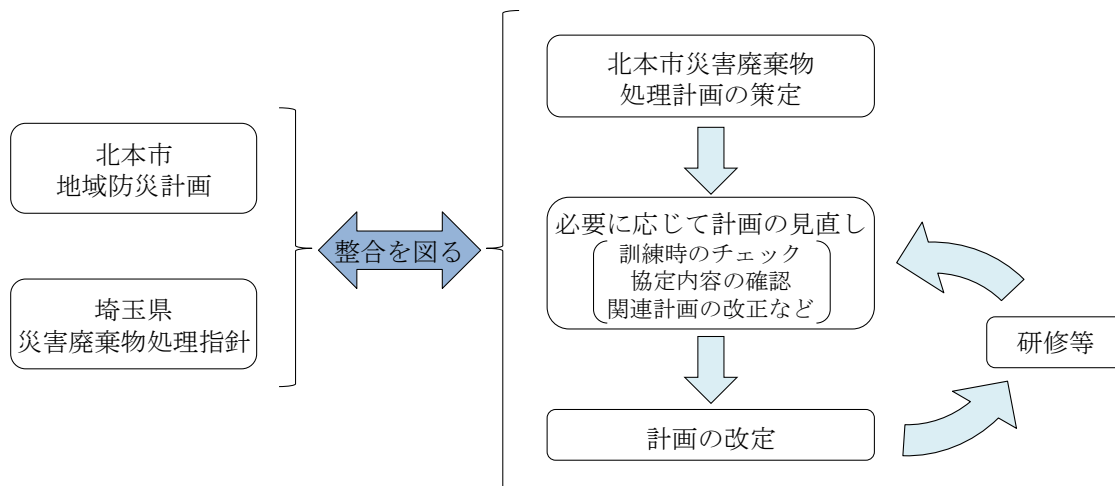 北本市
地域防災計画
埼玉県
災害廃棄物処理指針
整合を図る
北本市災害廃棄物
処理計画の策定
必要に応じて計画の見直し
訓練時のチェック
協定内容の確認
関連計画の改正など
計画の改定
研修等